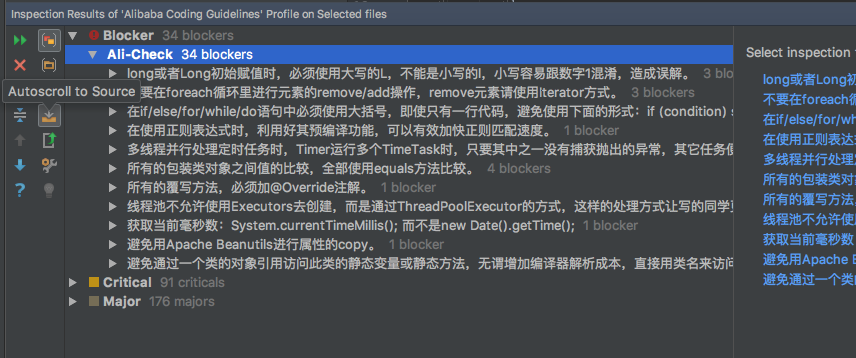 Inspection Results of 'Alibaba Coding Guidelines' Profile on Selected files
Blocker 34 blockers
Ali-Check 34 blockers
long或者Long初始赋值时，必须使用大写的L，不能是小写的l，小写容易跟数字1混淆，造成误解。 3 blo
Autoscroll to Source
要在foreach循环里进行元素的remove/add操作，remove元素请使用Iterator方式。 3 blockers
在if/else/for/while/do语句中必须使用大括号，即使只有一行代码，避免使用下面的形式：if (condition) s
在使用正则表达式时，利用好其预编译功能，可以有效加快正则匹配速度。 1 blocker
多线程并行处理定时任务时，Timer运行多个TimeTask时，只要其中之一没有捕获抛出的异常，其它任务便
所有的包装类对象之间值的比较，全部使用equals方法比较。 4 blockers
所有的覆写方法，必须加@Override注解。 1 blocker
线程池不允许使用Executors去创建，而是通过ThreadPoolExecutor的方式，这样的处理方式让写的同学更
获取当前毫秒数：System.currentTimeMillis(); 而不是new Date().getTime(); 1 blocker
避免用Apache Beanutils进行属性的copy。 1 blocker
避免通过一个类的对象引用访问此类的静态变量或静态方法，无谓增加编译器解析成本，直接用类名来访问
Critical 91 criticals
Major 176 majors
Select inspection
long或者Long初
不要在foreach循
在if/else/for/wh
在使用正则表达
多线程并行处理
所有的包装类对
所有的覆写方法，
线程池不允许使
获取当前毫秒数
避免用Apache B
避免通过一个类的